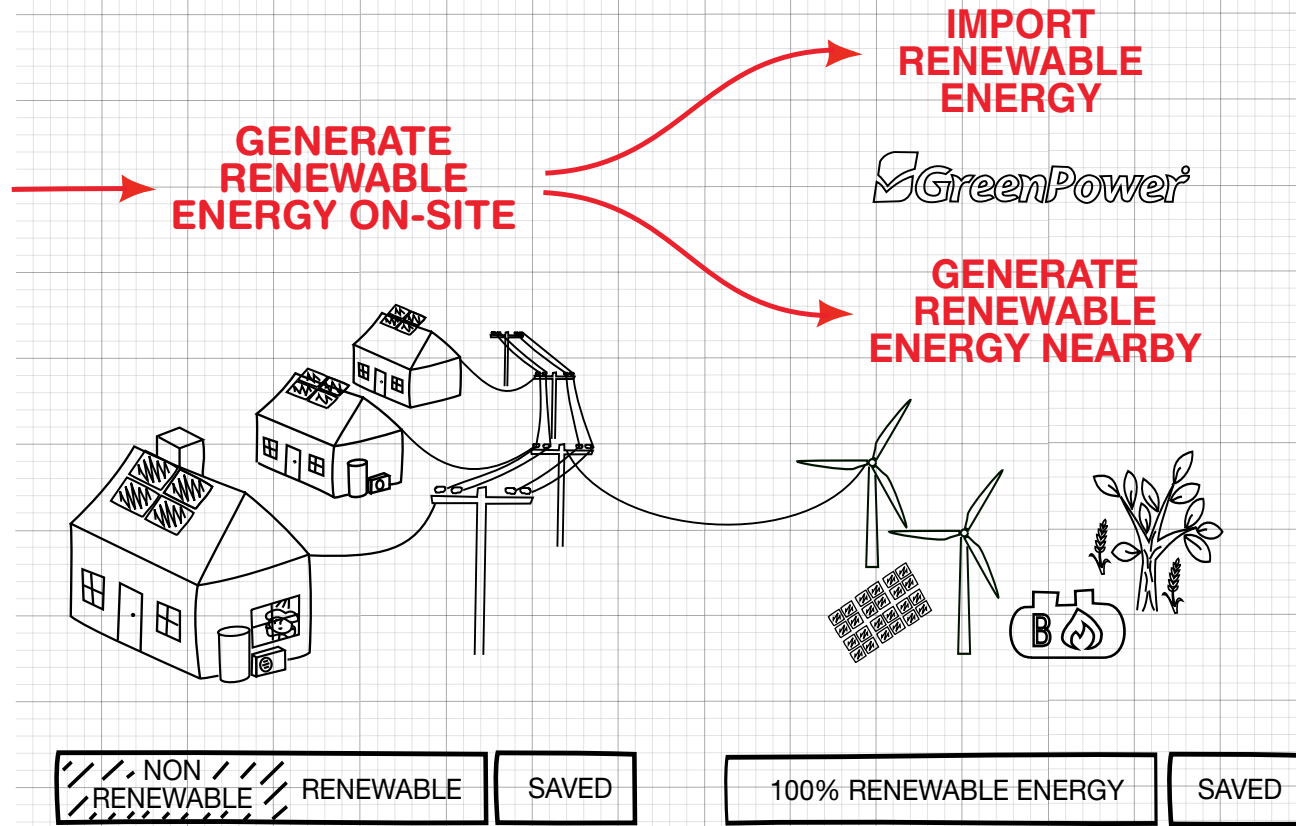 GENERATE
RENEWABLE
ENERGY ON-SITE
IMPORT
RENEWABLE
ENERGY
GreenPower
GENERATE
RENEWABLE
ENERGY NEARBY
B
NON
RENEWABLE
RENEWABLE
SAVED
100% RENEWABLE ENERGY
SAVED